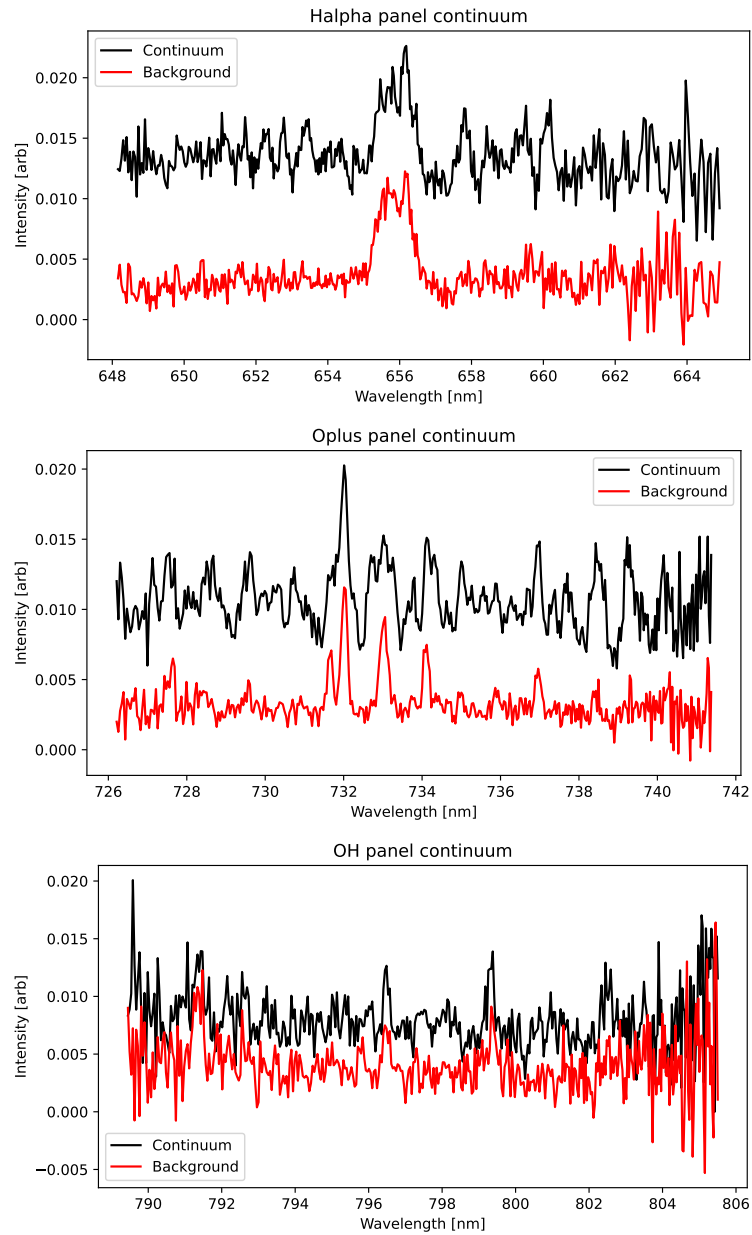 Halpha panel continuum
Continuum
Background
0.020
0.015
0.010
0.005
0.000
Intensity [arb]
648 650 652 654 656 658 660 662 664
Wavelength [nm]
Oplus panel continuum
Continuum
Background
0.020
0.015
0.010
0.005
0.000
Intensity [arb]
726 728 730 732 734 736 738 740 742
Wavelength [nm]
OH panel continuum
0.020
0.015
0.010
0.005
0.000
−0.005
Intensity [arb]
Continuum
Background
790 792 794 796 798 800 802 804 806
Wavelength [nm]